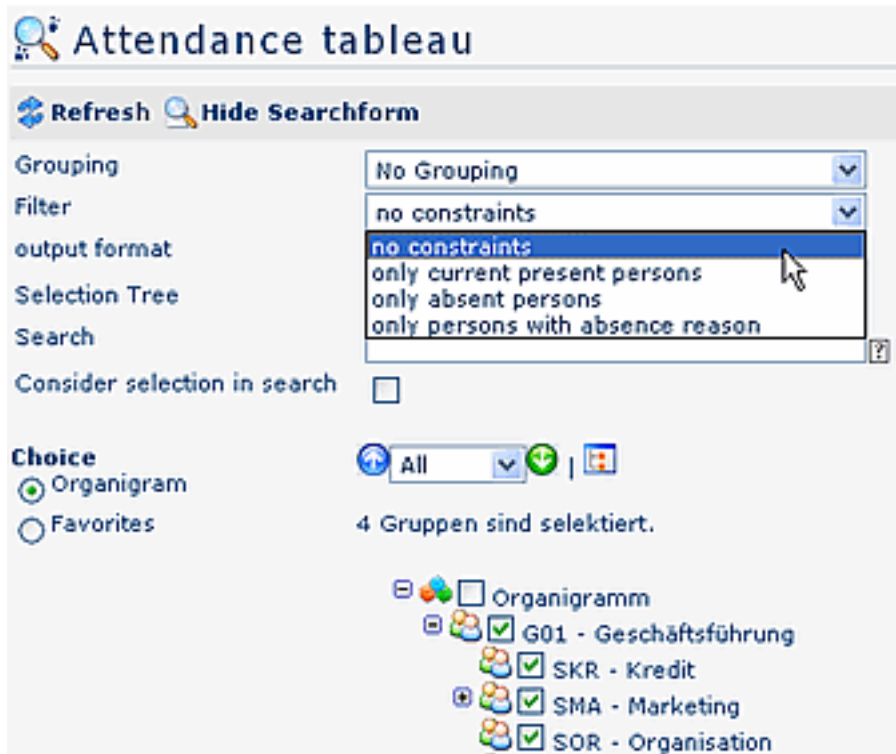 Attendance tableau
Refresh Hide Searchform
Grouping No Grouping
Filter no constraints
output format no constraints
only current present persons
Selection Tree only absent persons
only persons with absence reason
Search ?
Consider selection in search
Choice All |
Organigram
Favorites 4 Gruppen sind selektiert.
Organigramm
G01 - Geschäftsführung
SKR - Kredit
SMA - Marketing
SOR - Organisation